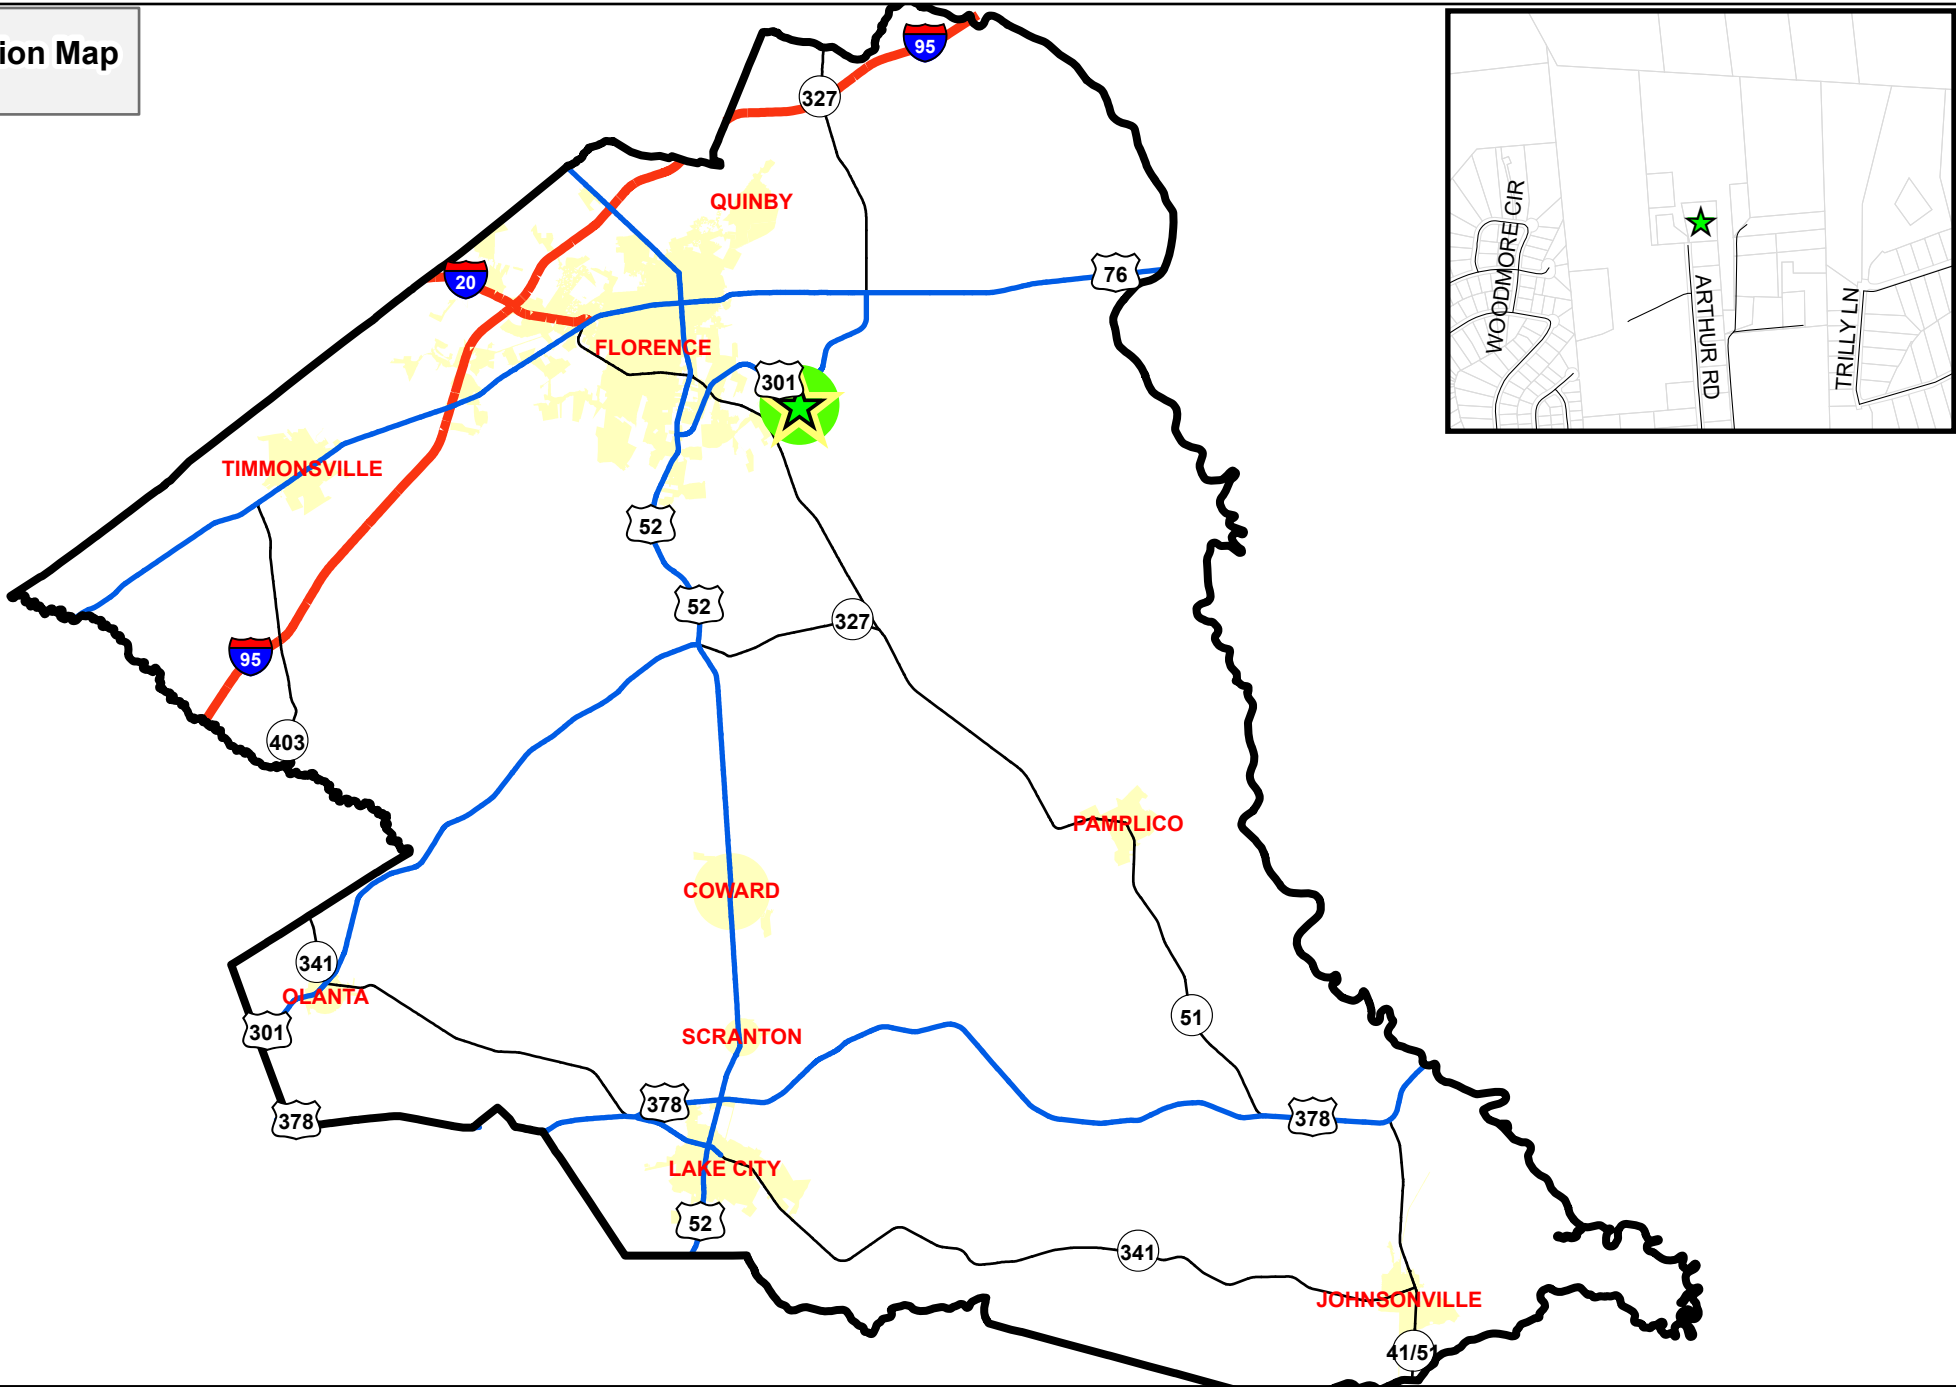 ion Map
95
327
QUINBY
WOODMORE CIR
ARTHUR RD
TRILLY LN
20
76
FLORENCE
301
TIMMONSVILLE
52
52
327
95
403
PAMPLICO
COWARD
341
OLANTA
301
51
SCRANTON
378
378
378
LAKE CITY
52
341
JOHNSONVILLE
41/51